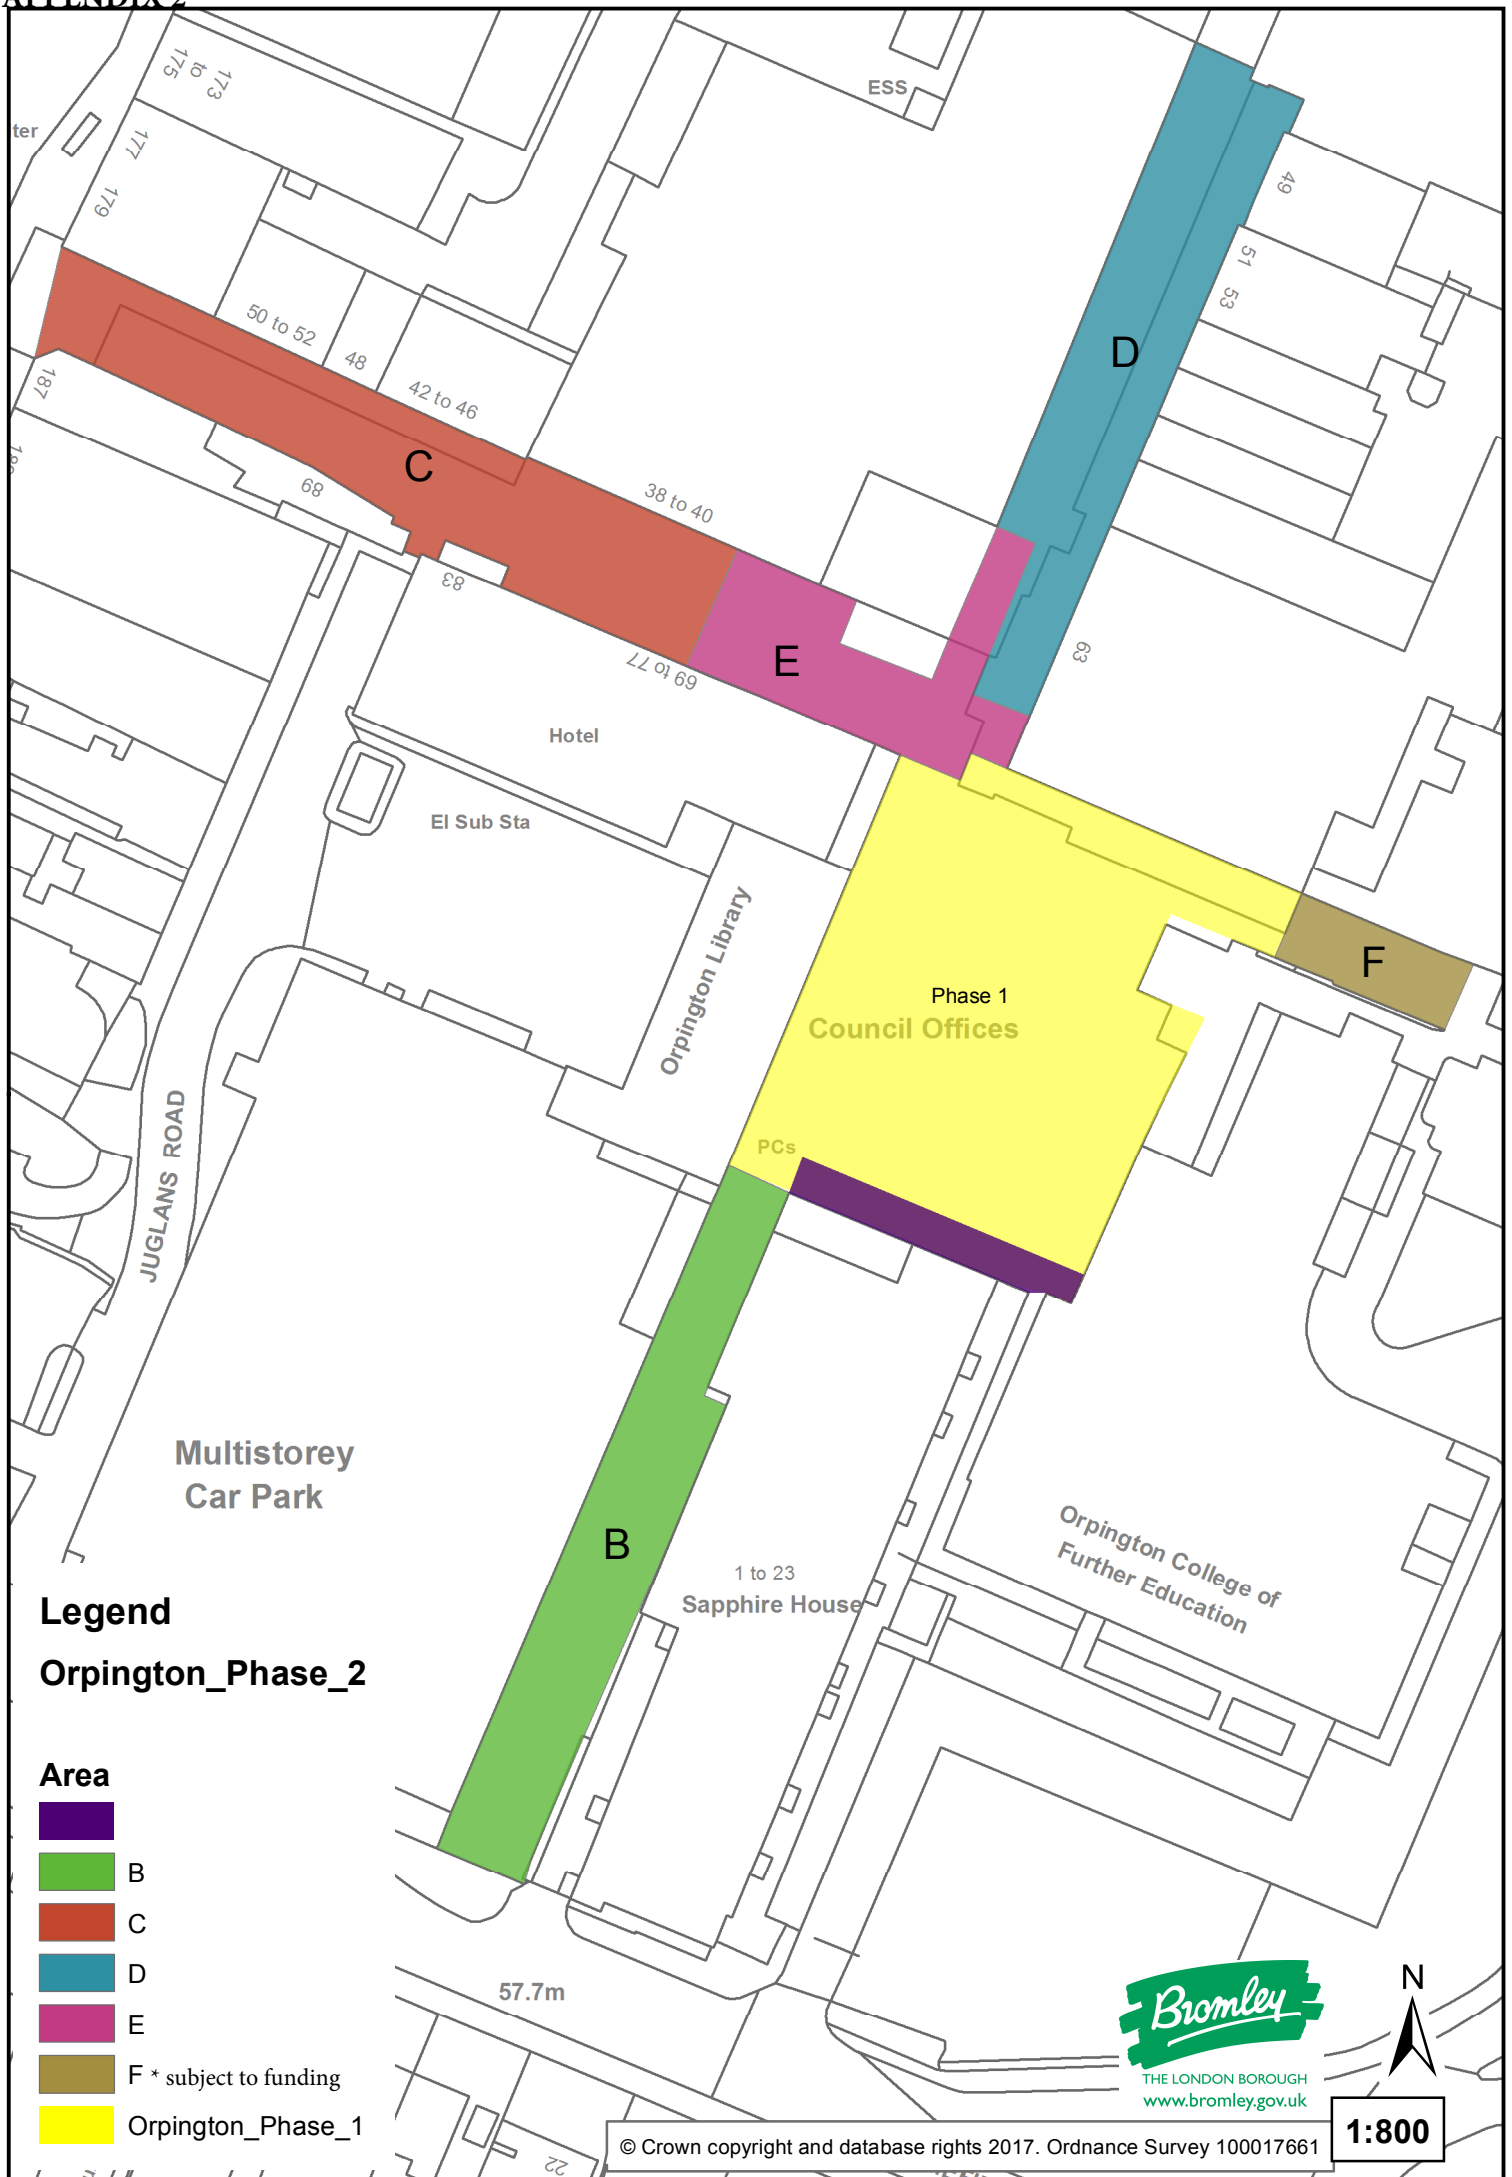 APPENDIX 2
173
to
175
177
179
ter
ESS
49
51
53
D
187
50 to 52
48
42 to 46
C
68
38 to 40
83
E
63
69 to 77
Hotel
El Sub Sta
Orpington Library
F
Phase 1
Council Offices
PCs
JUGLANS ROAD
Multistorey
Car Park
B
1 to 23
Sapphire House
Orpington College of
Further Education
Legend
Orpington_Phase_2
Area
B
C
D
E
F * subject to funding
Orpington_Phase_1
57.7m
22
Bromley
THE LONDON BOROUGH
www.bromley.gov.uk
N
1:800
© Crown copyright and database rights 2017. Ordnance Survey 100017661